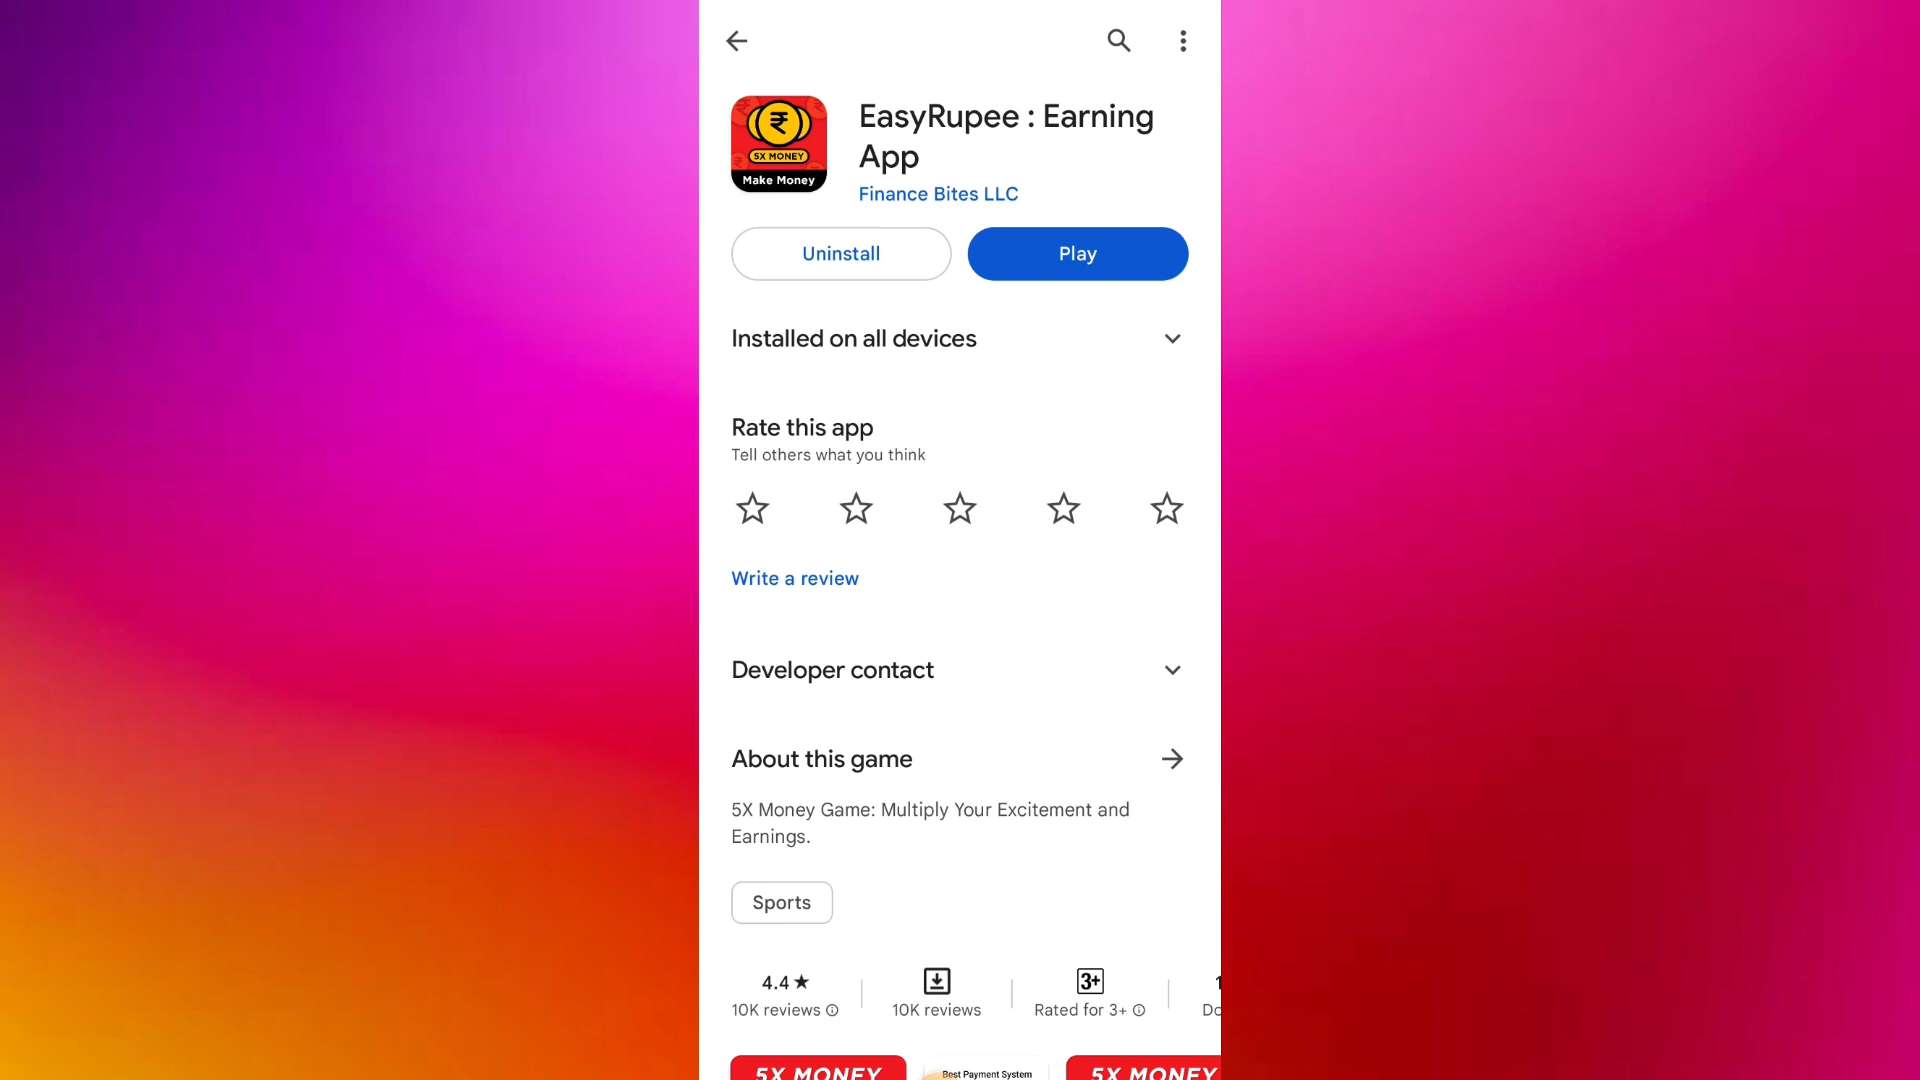 EasyRupee : Earning
App
5X MONEY
Make Money
Finance Bites LLC
Uninstall
Play
Installed on all devices
Rate this app
Tell others what you think
Write a review
Developer contact
About this game
5X Money Game: Multiply Your Excitement and
Earnings.
Sports
4.4★
3+
10K reviews
10K reviews
Rated for 3+
5X MONEY
Best Payment System
5X MONEY